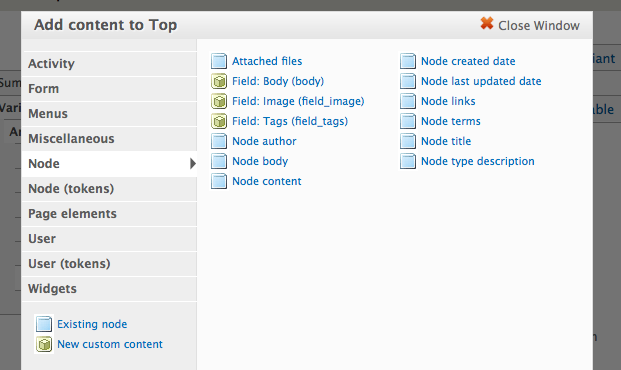 Add content to Top
Close Window
Activity
Form
Menus
Miscellaneous
Node
Node (tokens)
Page elements
User
User (tokens)
Widgets
Existing node
New custom content
Attached files
Field: Body (body)
Field: Image (field_image)
Field: Tags (field_tags)
Node author
Node body
Node content
Node created date
Node last updated date
Node links
Node terms
Node title
Node type description